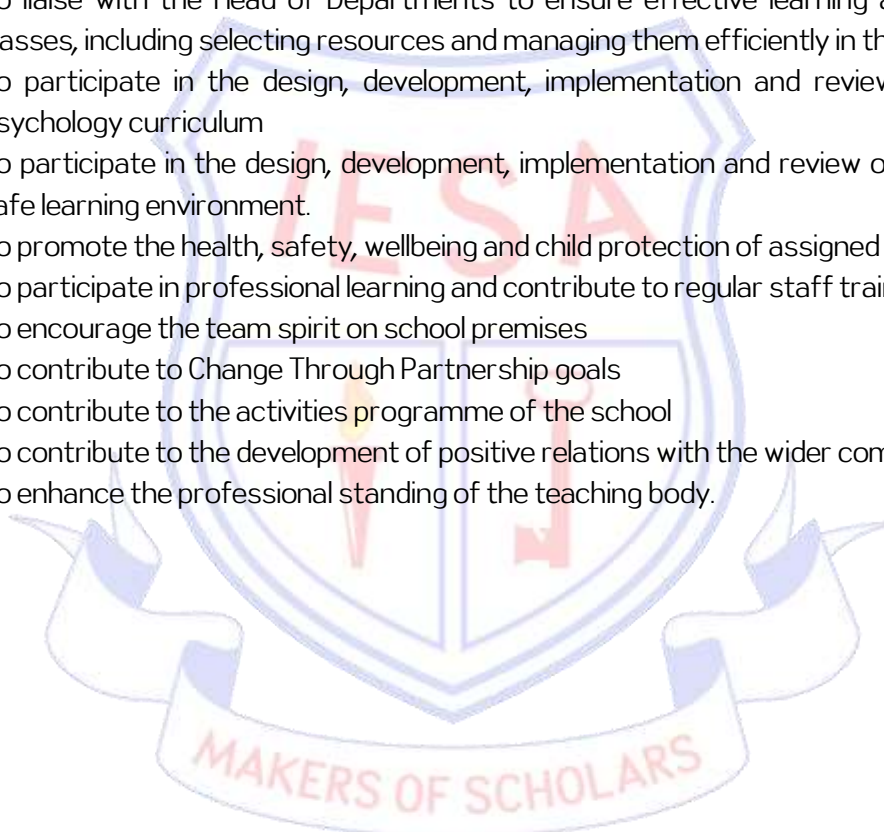 o liaise with the Head of Departments to ensure effective learning a
asses, including selecting resources and managing them efficiently in th
o participate in the design, development, implementation and review
sychology curriculum
o participate in the design, development, implementation and review o
afe learning environment.
o promote the health, safety, wellbeing and child protection of assigned
o participate in professional learning and contribute to regular staff trai
o encourage the team spirit on school premises
o contribute to Change Through Partnership goals
o contribute to the activities programme of the school
o contribute to the development of positive relations with the wider com
o enhance the professional standing of the teaching body.
IESA
MAKERS OF SCHOLARS